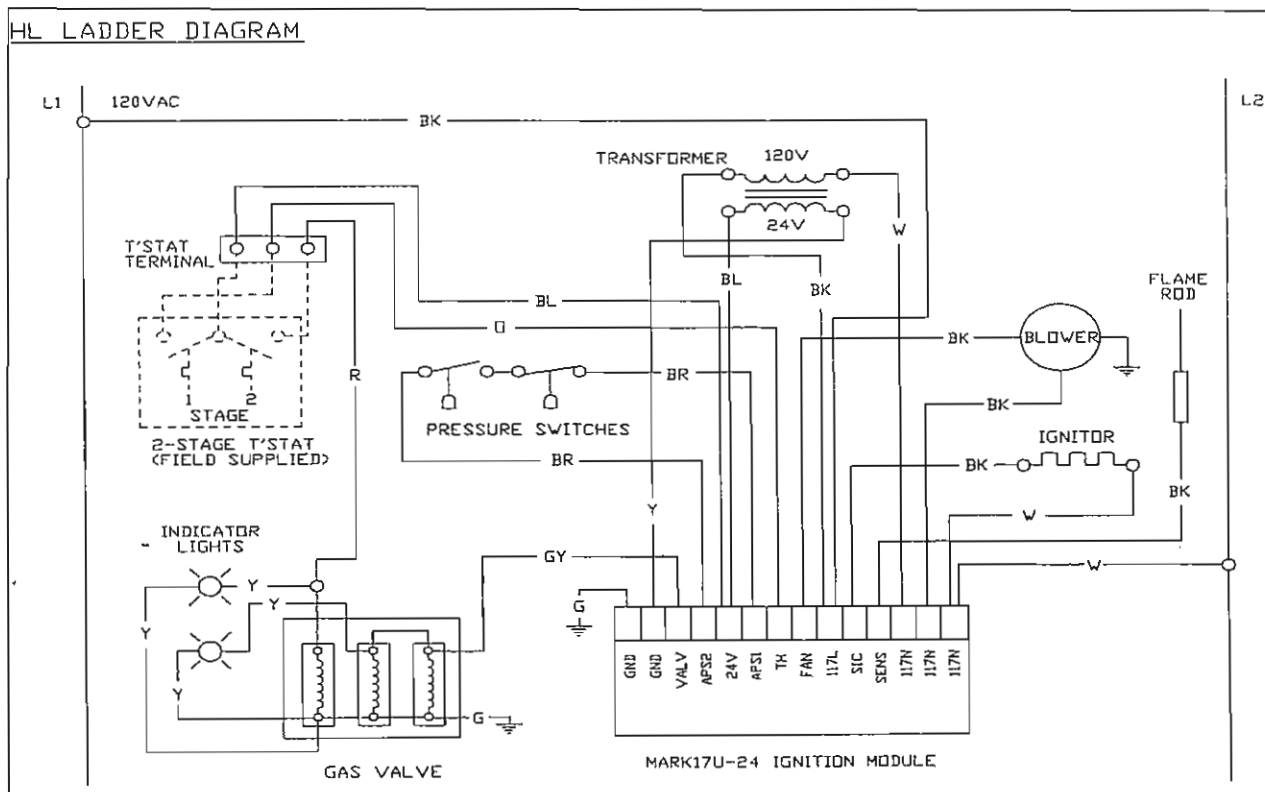 HL LADDER DIAGRAM
L1
120VAC
L2
BK
TRANSFORMER
120V
24V
W
T'STAT
TERMINAL
BL
BK
FLAME
ROD
BL
O
BK
BLOWER
R
BR
BK
1
2
STAGE
PRESSURE SWITCHES
IGNITOR
2-STAGE T'STAT
(FIELD SUPPLIED)
BR
BK
BK
Y
W
INDICATOR
LIGHTS
GY
W
Y
Y
G
Y
Y
G
GND
GND
VALV
APS2
24V
APS1
TH
FAN
117L
SIC
SENS
117N
117N
117N
GAS VALVE
MARK17U-24 IGNITION MODULE